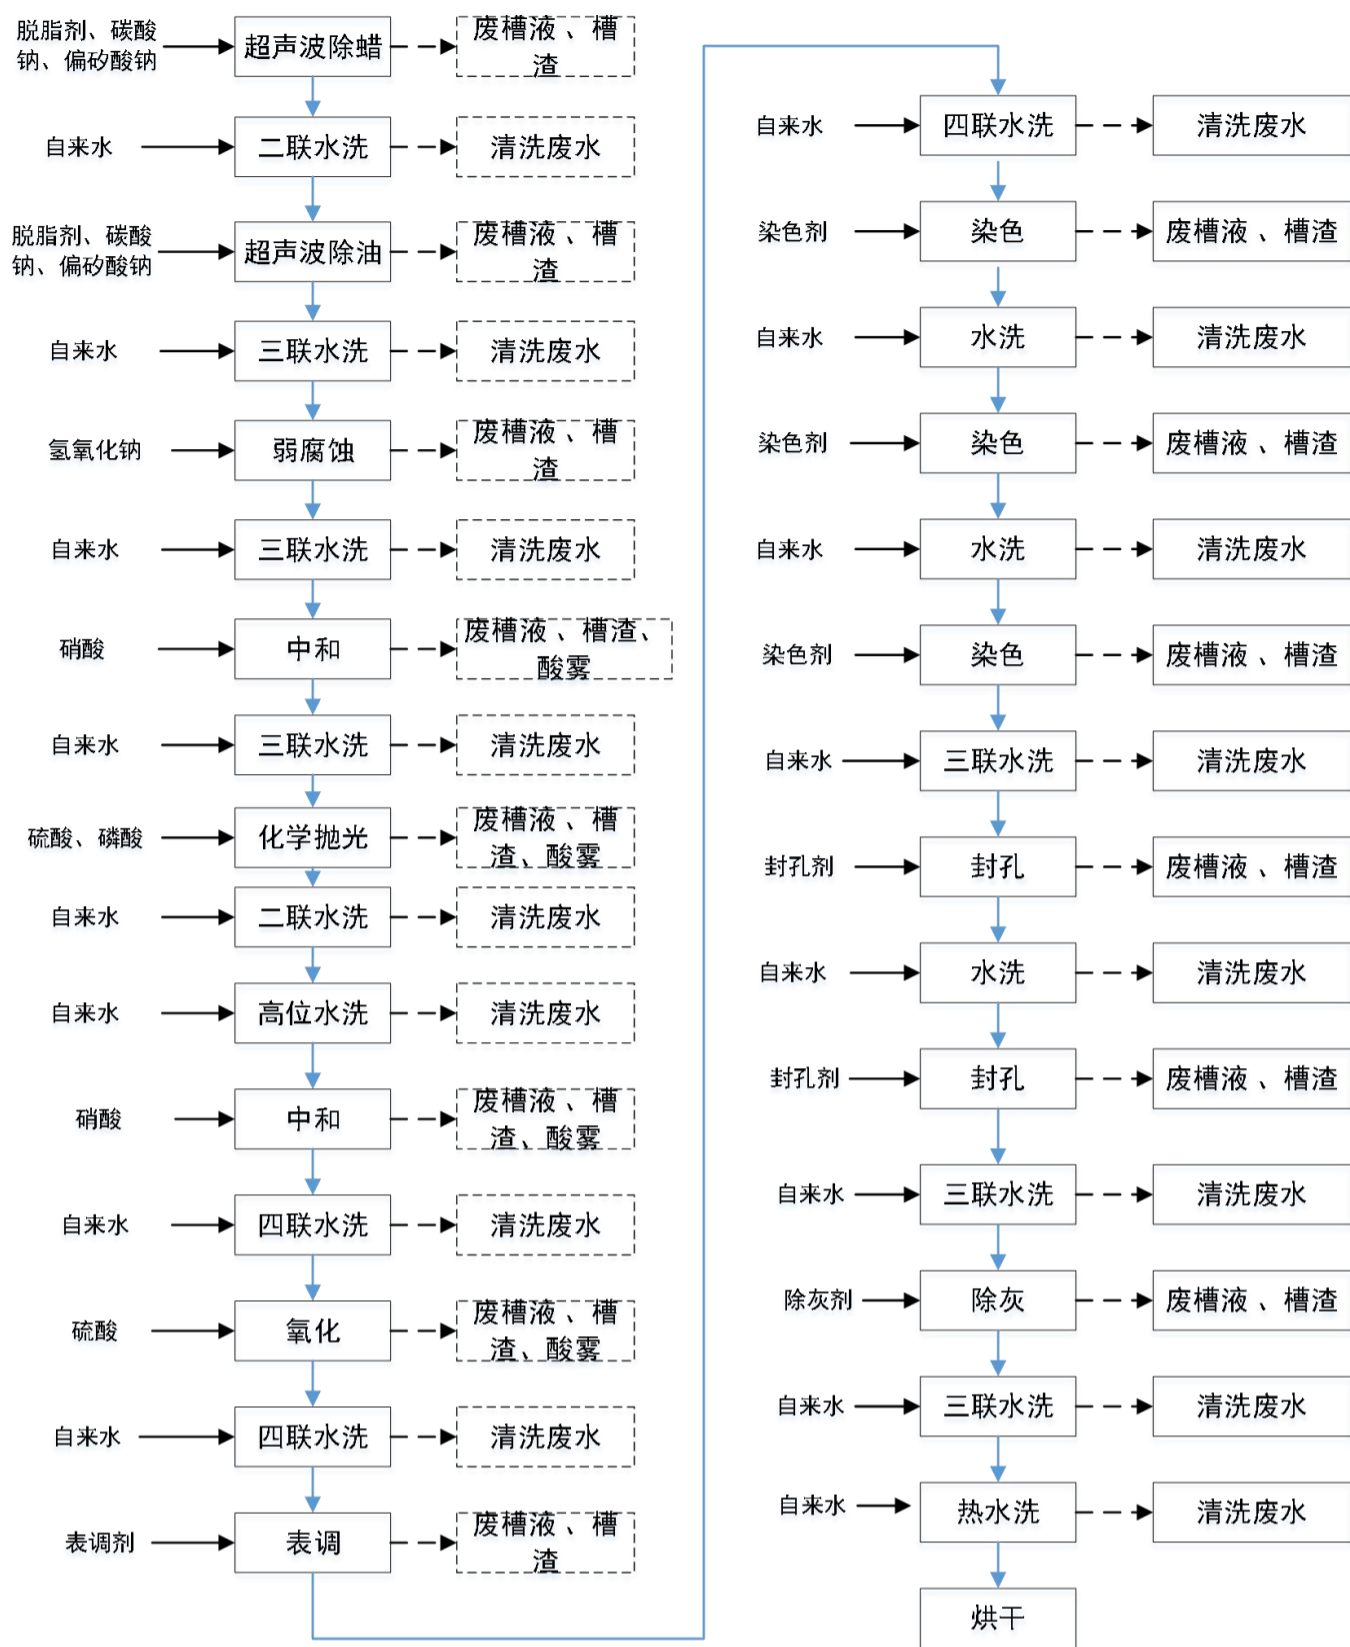 脱脂剂、碳酸
钠、偏矽酸钠
超声波除蜡
废槽液 、槽
渣
自来水
二联水洗
清洗废水
脱脂剂、碳酸
钠、偏矽酸钠
超声波除油
废槽液 、槽
渣
自来水
三联水洗
清洗废水
氢氧化钠
弱腐蚀
废槽液 、槽
渣
自来水
三联水洗
清洗废水
硝酸
中和
废槽液 、槽渣、
酸雾
自来水
三联水洗
清洗废水
硫酸、磷酸
化学抛光
废槽液 、槽
渣、酸雾
自来水
二联水洗
清洗废水
自来水
高位水洗
清洗废水
硝酸
中和
废槽液 、槽
渣、酸雾
自来水
四联水洗
清洗废水
硫酸
氧化
废槽液 、槽
渣、酸雾
自来水
四联水洗
清洗废水
表调剂
表调
废槽液 、槽
渣
自来水
四联水洗
清洗废水
染色剂
染色
废槽液 、槽渣
自来水
水洗
清洗废水
染色剂
染色
废槽液 、槽渣
自来水
水洗
清洗废水
染色剂
染色
废槽液 、槽渣
自来水
三联水洗
清洗废水
封孔剂
封孔
废槽液 、槽渣
自来水
水洗
清洗废水
封孔剂
封孔
废槽液 、槽渣
自来水
三联水洗
清洗废水
除灰剂
除灰
废槽液 、槽渣
自来水
三联水洗
清洗废水
自来水
热水洗
清洗废水
烘干